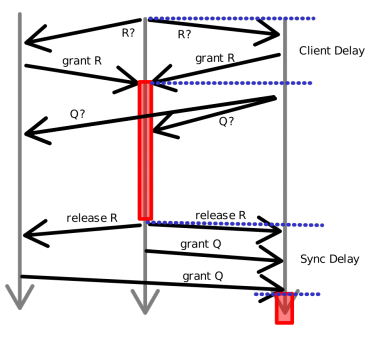 R?
R?
Client Delay
grant R
grant R
Q?
Q?
release R
release R
grant Q
Sync Delay
grant Q